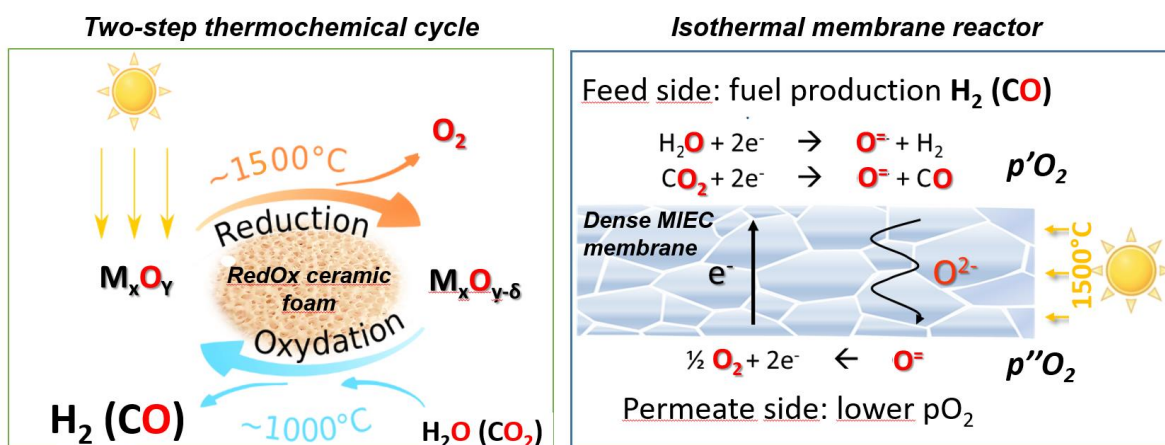 Two-step thermochemical cycle
~1500°C
O₂
Reduction
MₓO_Y
RedOx ceramic
foam
MₓO_y-δ
Oxydation
H₂ (CO)
~1000°C
H₂O (CO₂)
Isothermal membrane reactor
Feed side: fuel production H₂ (CO)
H₂O + 2e⁻ → O⁼ + H₂
CO₂ + 2e⁻ → O⁼ + CO
p'O₂
Dense MIEC
membrane
e⁻
O²⁻
1500°C
½ O₂ + 2e⁻ ← O⁼
p''O₂
Permeate side: lower pO₂